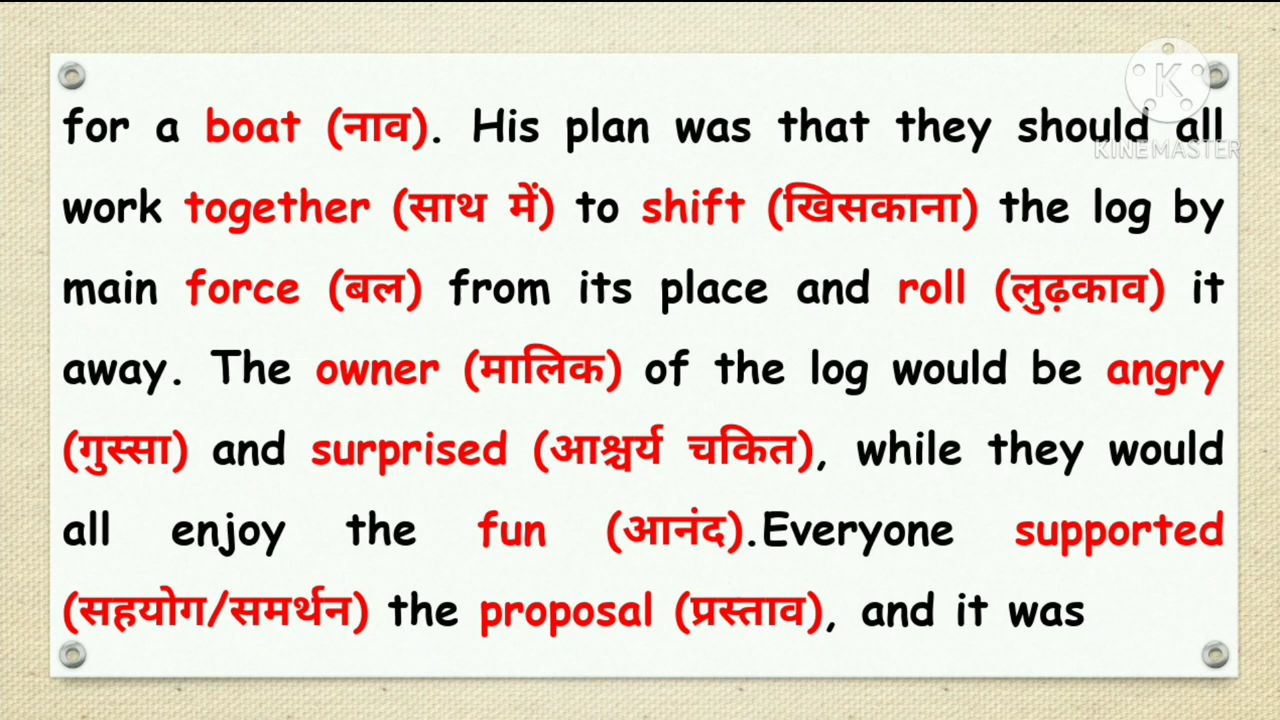 for a boat (नाव). His plan was that they should all
work together (साथ में) to shift (खिसकाना) the log by
main force (बल) from its place and roll (लुढ़काव) it
away. The owner (मालिक) of the log would be angry
(गुस्सा) and surprised (आश्चर्य चकित), while they would
all enjoy the fun (आनंद).Everyone supported
(सहयोग/समर्थन) the proposal (प्रस्ताव), and it was
K
KINEMASTER